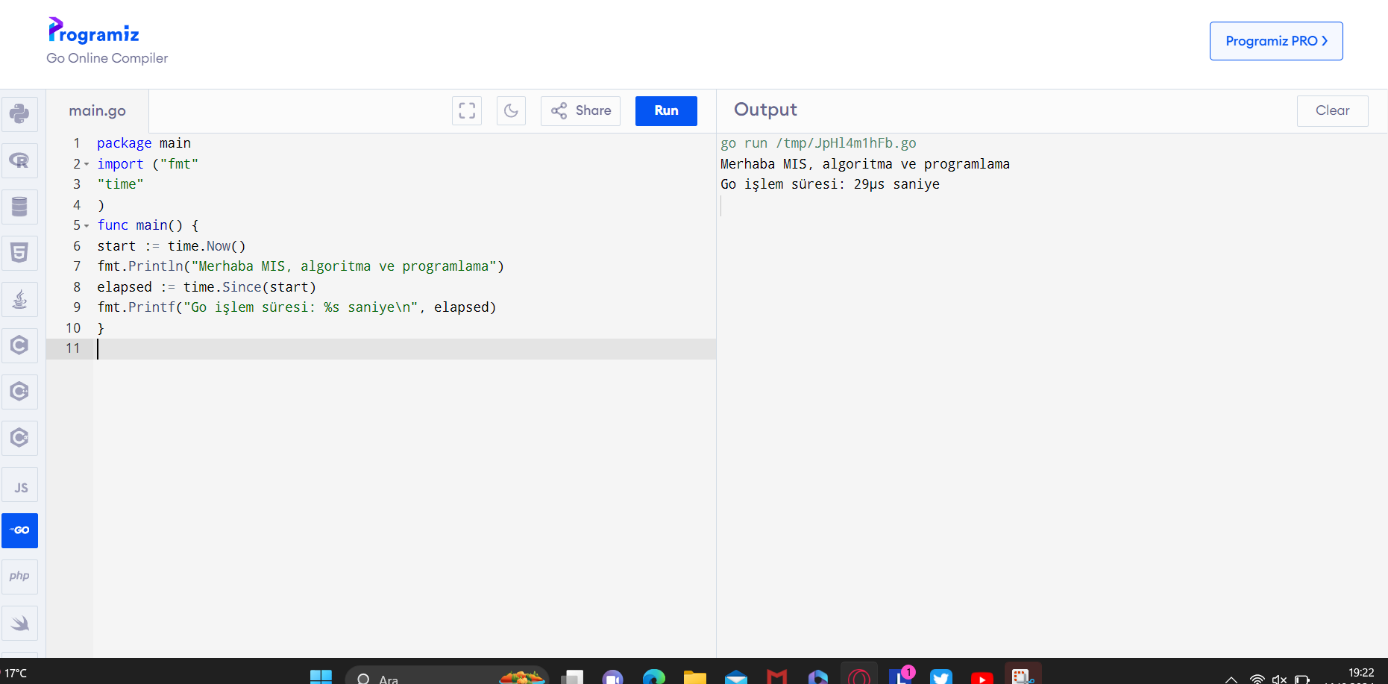 Programiz
Go Online Compiler
Programiz PRO >
main.go
Share
Run
Output
Clear
1 package main
2 import ("fmt"
3 "time"
4 )
5 func main() {
6 start := time.Now()
7 fmt.Println("Merhaba MIS, algoritma ve programlama")
8 elapsed := time.Since(start)
9 fmt.Printf("Go işlem süresi: %s saniye\n", elapsed)
10 }
11
go run /tmp/JpHl4m1hFb.go
Merhaba MIS, algoritma ve programlama
Go işlem süresi: 29µs saniye
JS
GO
php
17°C
Ara
1
19:22